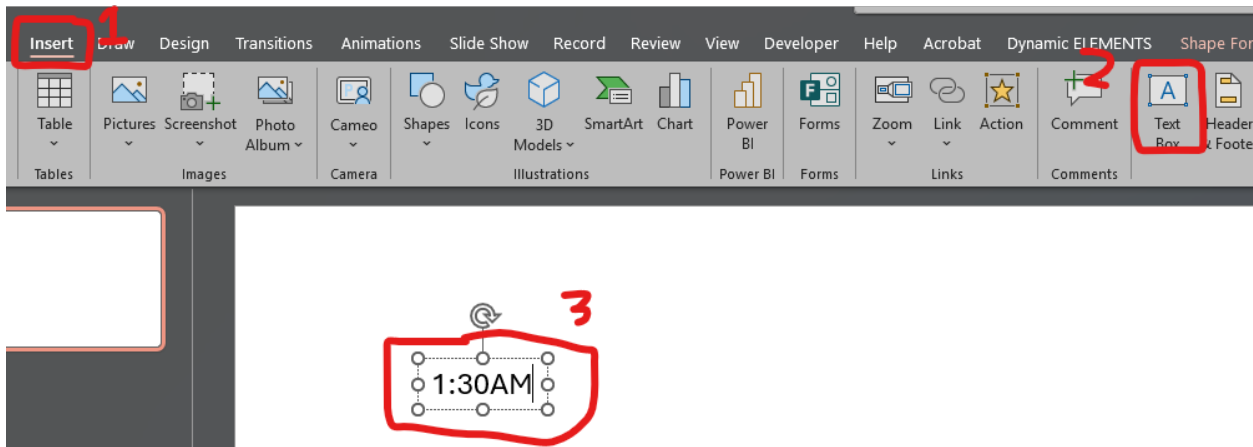 1
Insert Draw Design Transitions Animations Slide Show Record Review View Developer Help Acrobat Dynamic ELEMENTS Shape For
2
Table Pictures Screenshot Photo Album Cameo Shapes Icons 3D Models SmartArt Chart Power BI Forms Zoom Link Action Comment Text Box Header & Foote
Tables Images Camera Illustrations Power BI Forms Links Comments
3
1:30AM